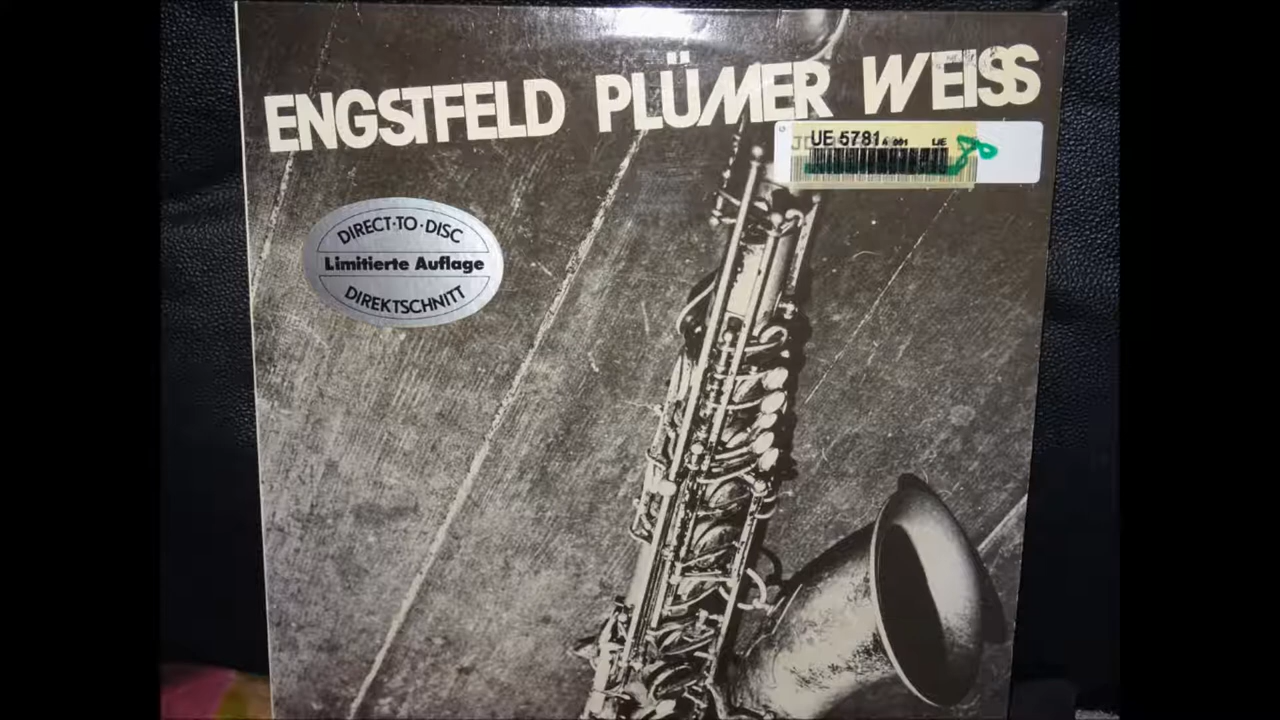 ENGSTFELD PLÜMER WEISS
UE 5781
UE
DIRECT·TO·DISC
Limitierte Auflage
DIREKTSCHNITT